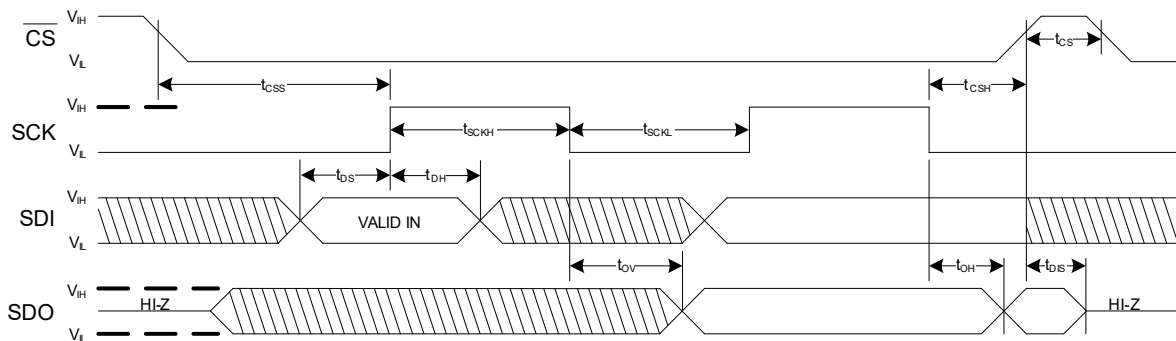 VIH
CS
tCS
VIL
tCSS
tCSH
VIH
SCK
tSCKH
tSCKL
VIL
tDS
tDH
VIH
SDI
VALID IN
VIL
tOV
tOH
tDIS
VIH
SDO
HI-Z
HI-Z
VIL